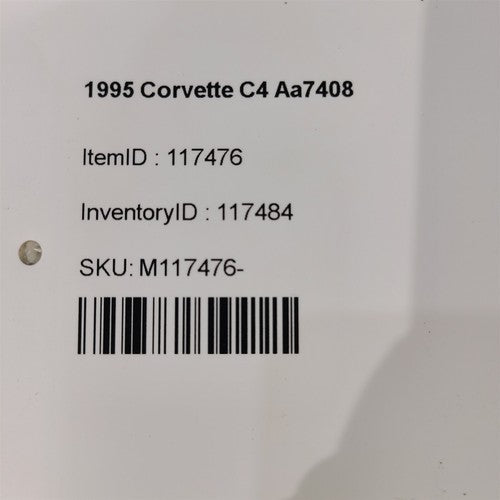 1995 Corvette C4 Aa7408
ItemID : 117476
InventoryID : 117484
SKU: M117476-